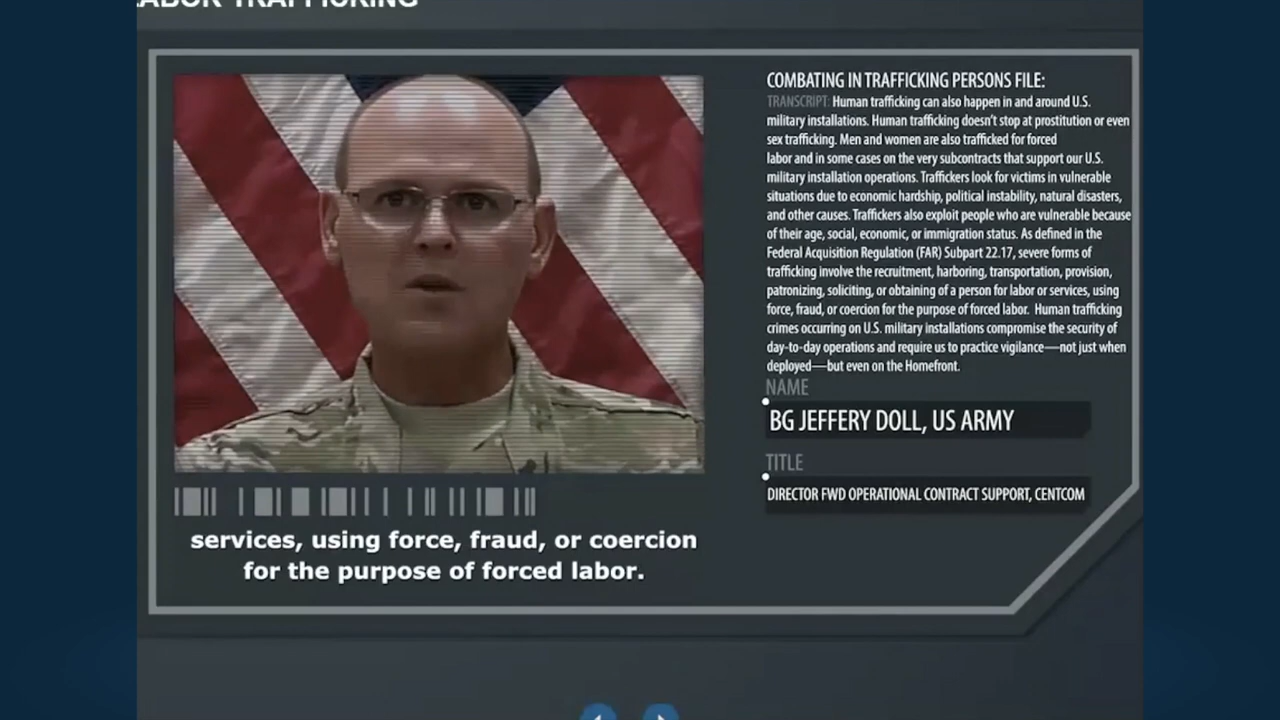 LABOR TRAFFICKING
COMBATING IN TRAFFICKING PERSONS FILE:
TRANSCRIPT: Human trafficking can also happen in and around U.S.
military installations. Human trafficking doesn't stop at prostitution or even
sex trafficking. Men and women are also trafficked for forced
labor and in some cases on the very subcontracts that support our U.S.
military installation operations. Traffickers look for victims in vulnerable
situations due to economic hardship, political instability, natural disasters,
and other causes. Traffickers also exploit people who are vulnerable because
of their age, social, economic, or immigration status. As defined in the
Federal Acquisition Regulation (FAR) Subpart 22.17, severe forms of
trafficking involve the recruitment, harboring, transportation, provision,
patronizing, soliciting, or obtaining of a person for labor or services, using
force, fraud, or coercion for the purpose of forced labor. Human trafficking
crimes occurring on U.S. military installations compromise the security of
day-to-day operations and require us to practice vigilance—not just when
deployed—but even on the Homefront.
NAME
BG JEFFERY DOLL, US ARMY
TITLE
DIRECTOR FWD OPERATIONAL CONTRACT SUPPORT, CENTCOM
services, using force, fraud, or coercion
for the purpose of forced labor.